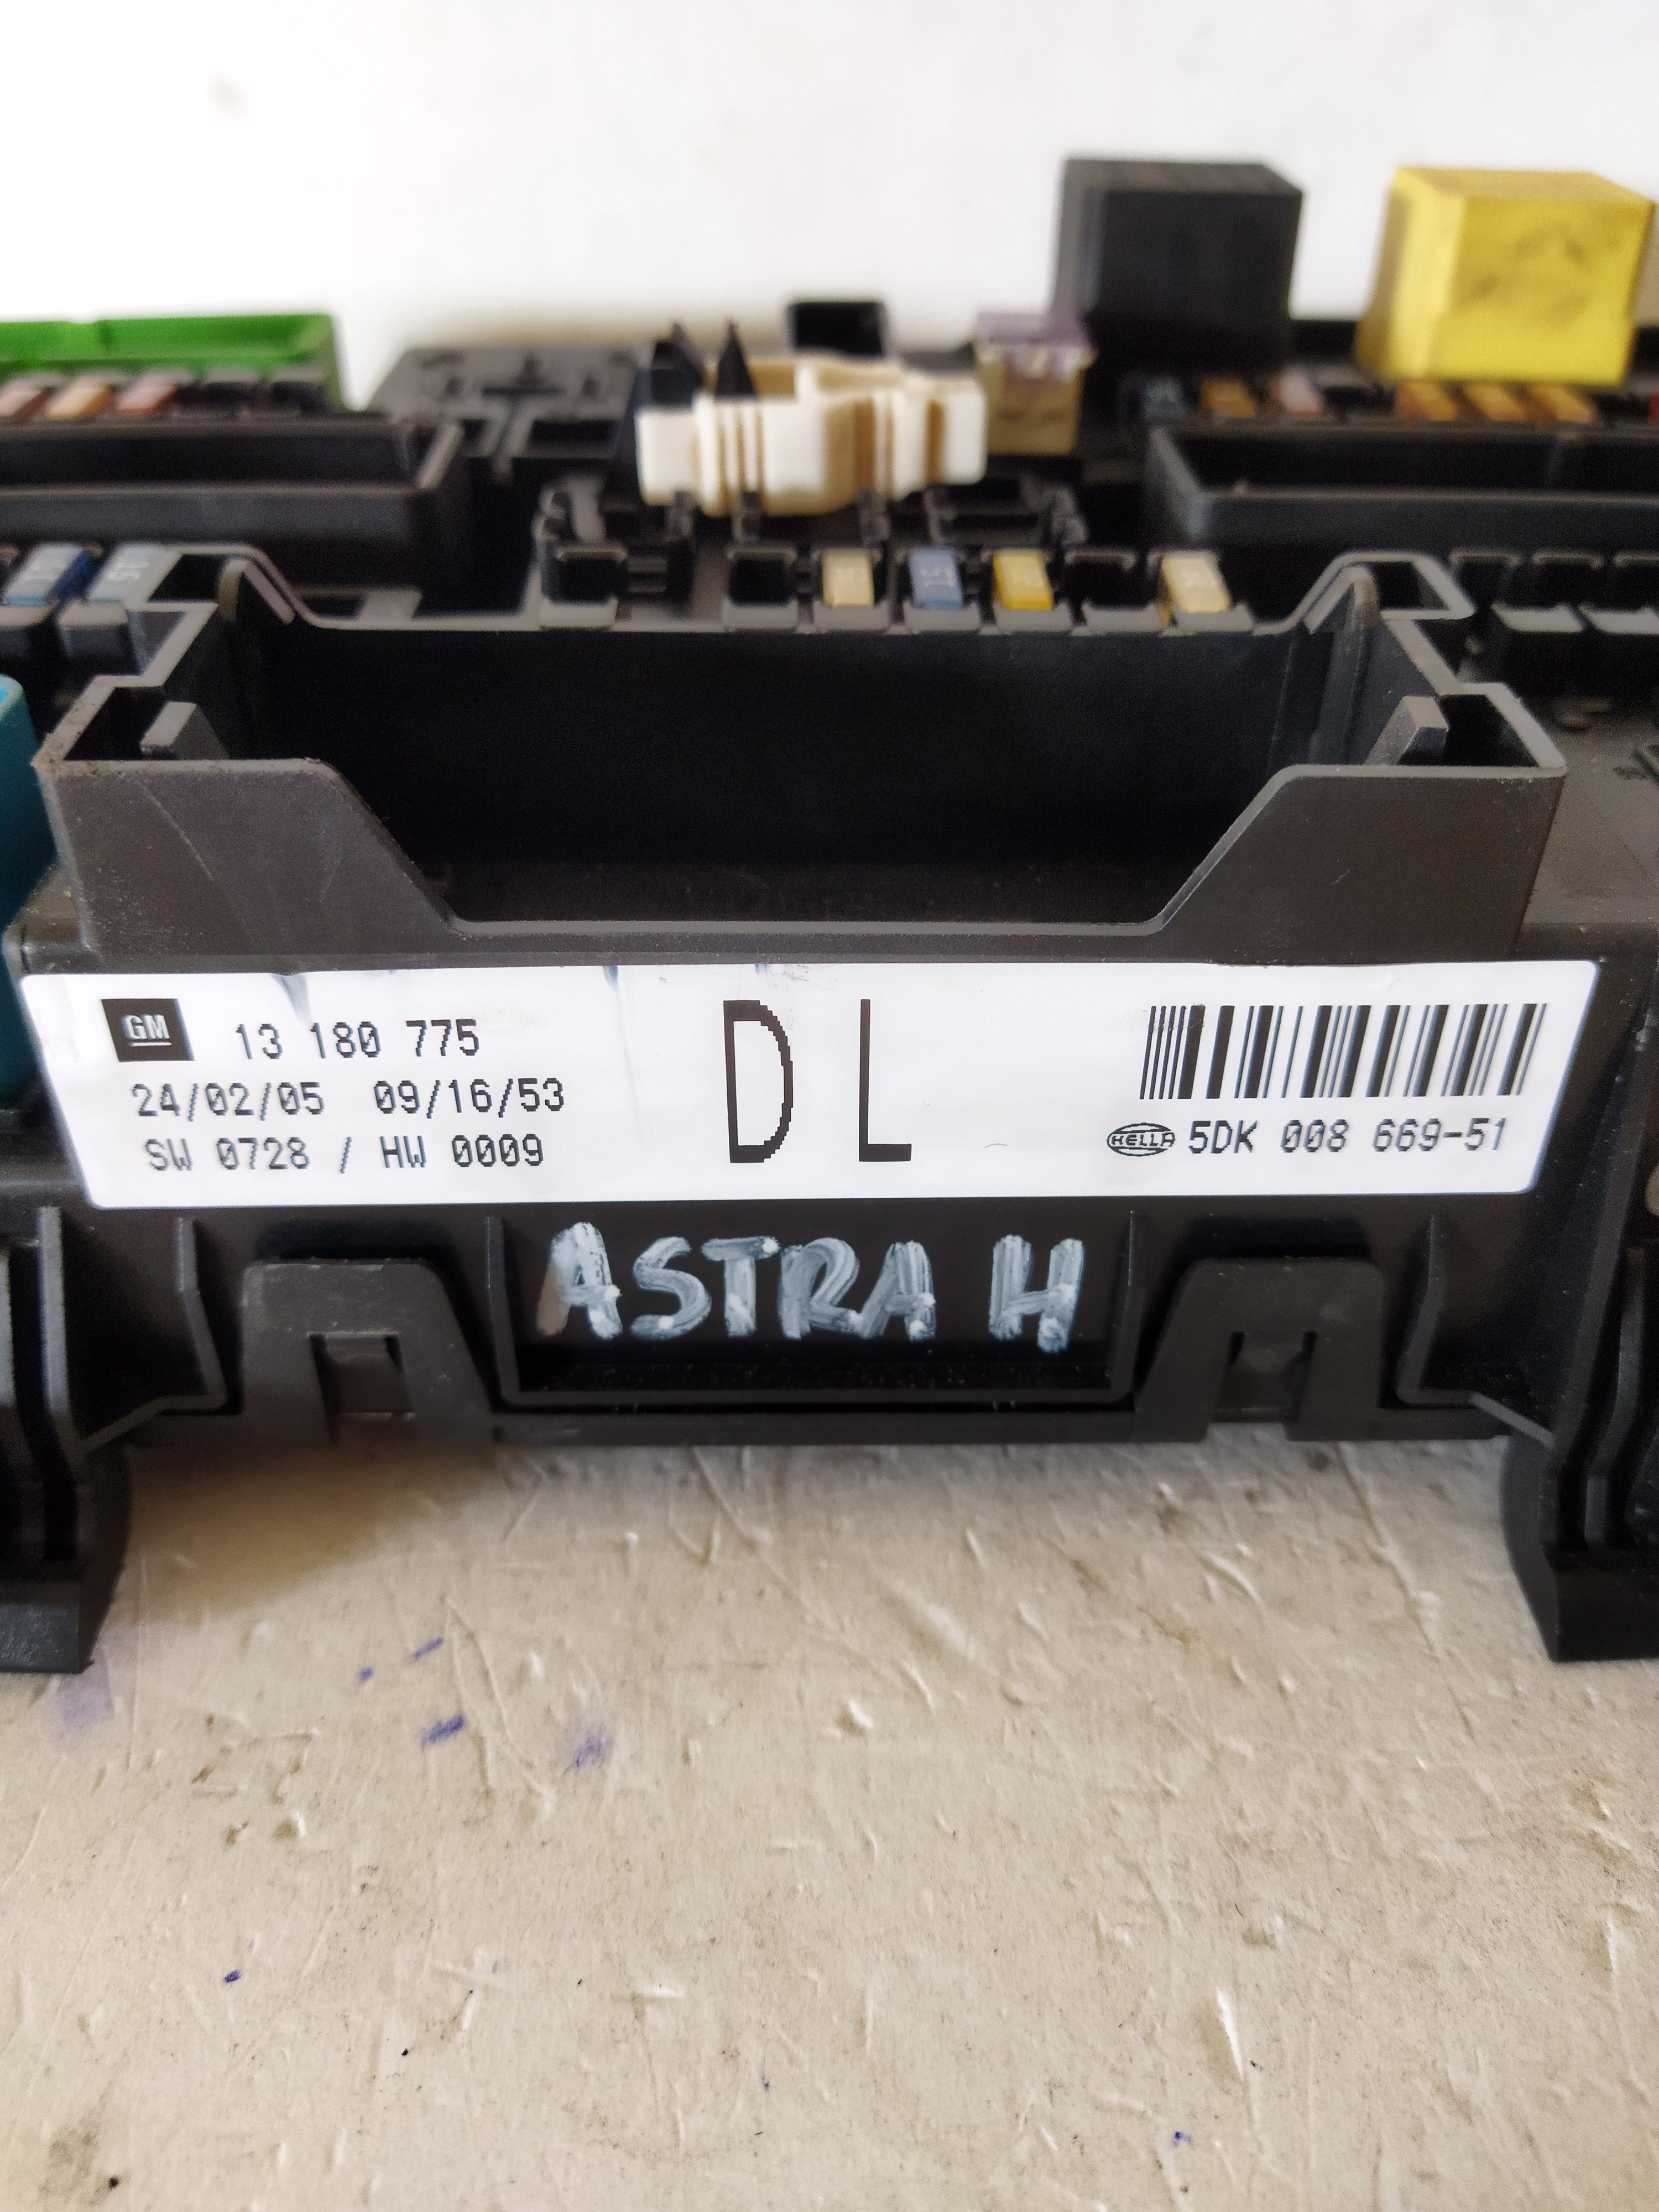 GM 13 180 775
24/02/05 09/16/53
SW 0728 / HW 0009
DL
HELLA 5DK 008 669-51
ASTRA H
15